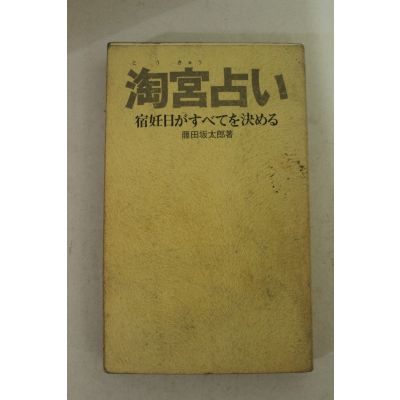 とうきゅう
淘宮占い
宿妊日がすべてを決める
藤田坂太郎著